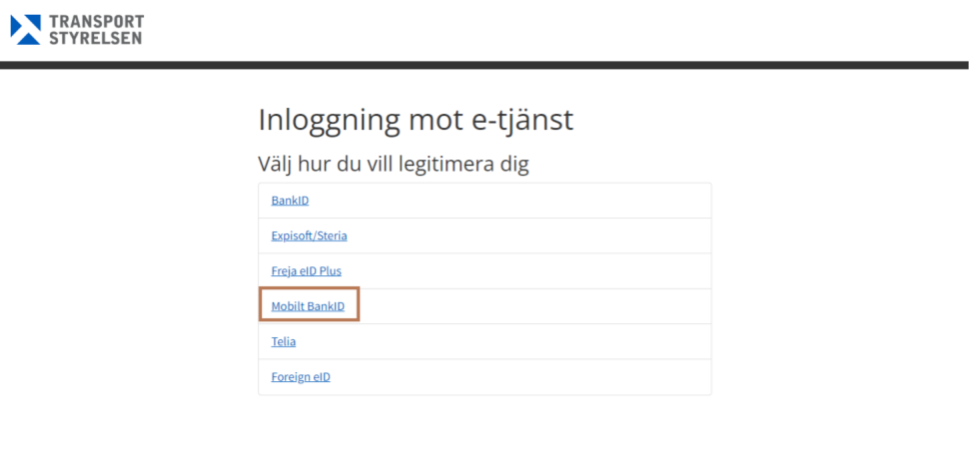 TRANSPORT
STYRELSEN
Inloggning mot e-tjänst
Välj hur du vill legitimera dig
BankID
Expisoft/Steria
Freja eID Plus
Mobilt BankID
Telia
Foreign eID